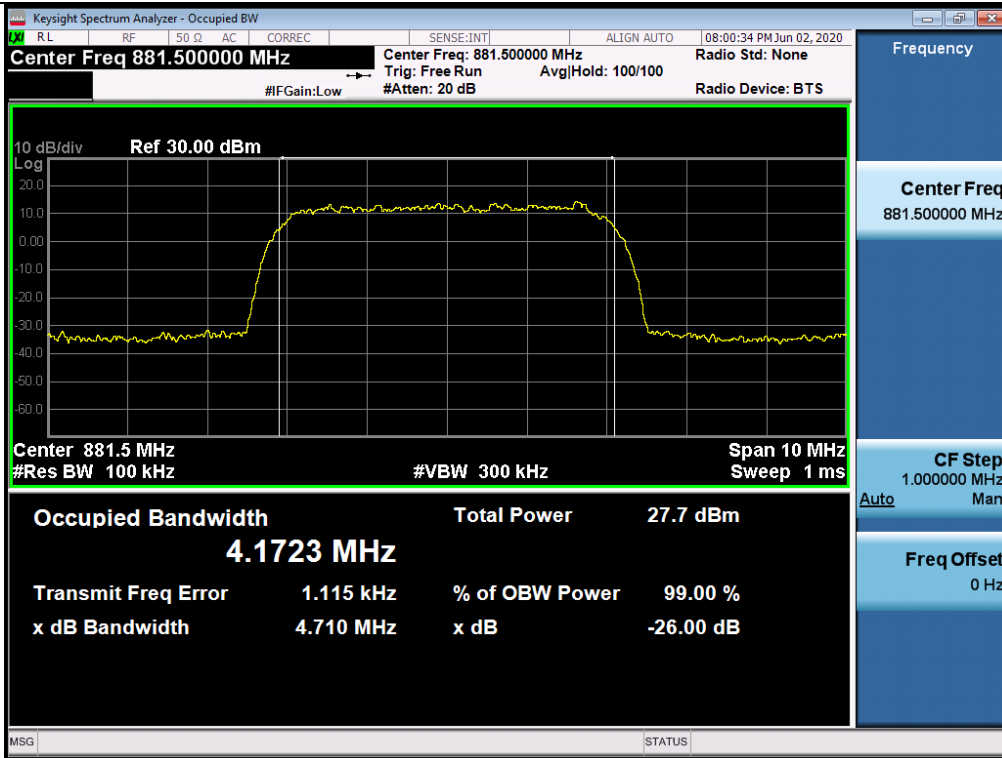 Keysight Spectrum Analyzer - Occupied BW
LXI RL RF 50 Ω AC CORREC SENSE:INT ALIGN AUTO 08:00:34 PM Jun 02, 2020
Center Freq 881.500000 MHz
#IFGain:Low
Center Freq: 881.500000 MHz
Trig: Free Run Avg|Hold: 100/100
#Atten: 20 dB
Radio Std: None
Radio Device: BTS
10 dB/div Ref 30.00 dBm
Log
20.0
10.0
0.00
-10.0
-20.0
-30.0
-40.0
-50.0
-60.0
Center 881.5 MHz Span 10 MHz
#Res BW 100 kHz #VBW 300 kHz Sweep 1 ms
Occupied Bandwidth Total Power 27.7 dBm
4.1723 MHz
Transmit Freq Error 1.115 kHz % of OBW Power 99.00 %
x dB Bandwidth 4.710 MHz x dB -26.00 dB
MSG STATUS
Frequency
Center Freq
881.500000 MHz
CF Step
1.000000 MHz
Auto Man
Freq Offset
0 Hz